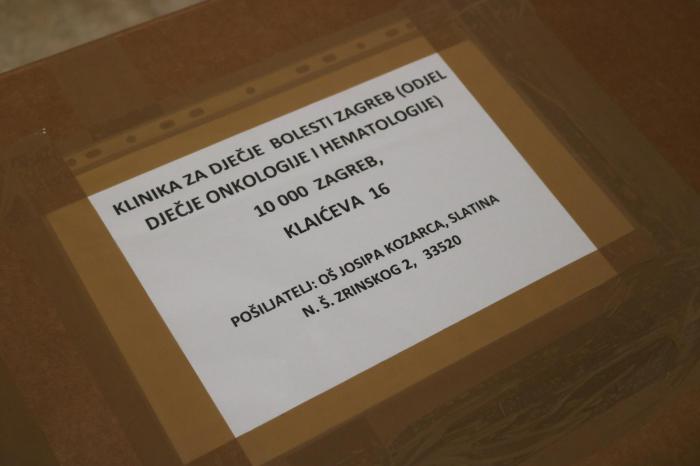 KLINIKA ZA DJEČJE BOLESTI ZAGREB (ODJEL
DJEČJE ONKOLOGIJE I HEMATOLOGIJE)
10 000 ZAGREB,
KLAIĆEVA 16
POŠILJATELJ: OŠ JOSIPA KOZARCA, SLATINA
N. Š. ZRINSKOG 2, 33520